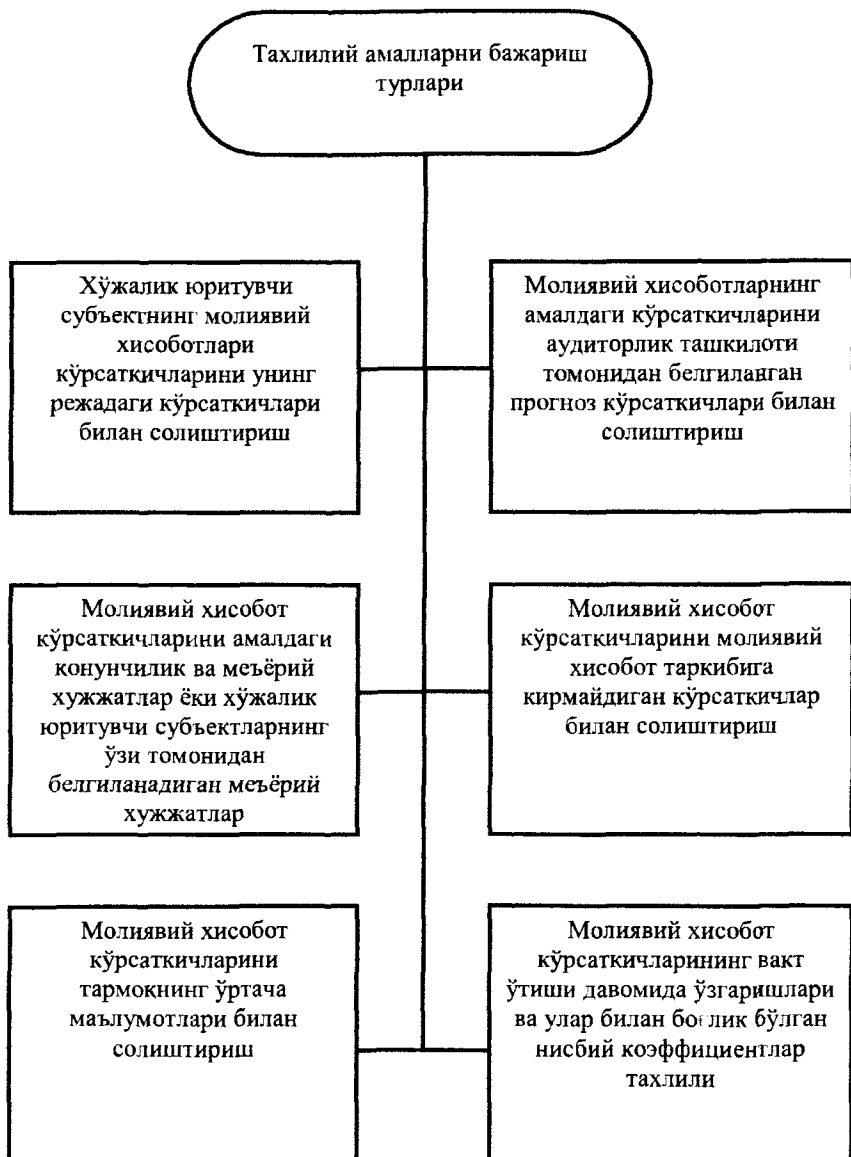 Тахлилий амалларни бажариш
турлари
Хўжалик юритувчи
субъектнинг молиявий
хисоботлари
кўрсаткичларини унинг
режадаги кўрсаткичлари
билан солиштириш
Молиявий хисоботларнинг
амалдаги кўрсаткичларини
аудиторлик ташкилоти
томонидан белгиланган
прогноз кўрсаткичлари билан
солиштириш
Молиявий хисобот
кўрсаткичларини амалдаги
конунчилик ва меъёрий
хужжатлар ёки хўжалик
юритувчи субъектларнинг
ўзи томонидан
белгиланадиган меъёрий
хужжатлар
Молиявий хисобот
кўрсаткичларини молиявий
хисобот таркибига
кирмайдиган кўрсаткичлар
билан солиштириш
Молиявий хисобот
кўрсаткичларини
тармокнинг ўртача
маълумотлари билан
солиштириш
Молиявий хисобот
кўрсаткичларининг вакт
ўтиши давомида ўзгаришлари
ва улар билан боғлик бўлган
нисбий коэффициентлар
тахлили